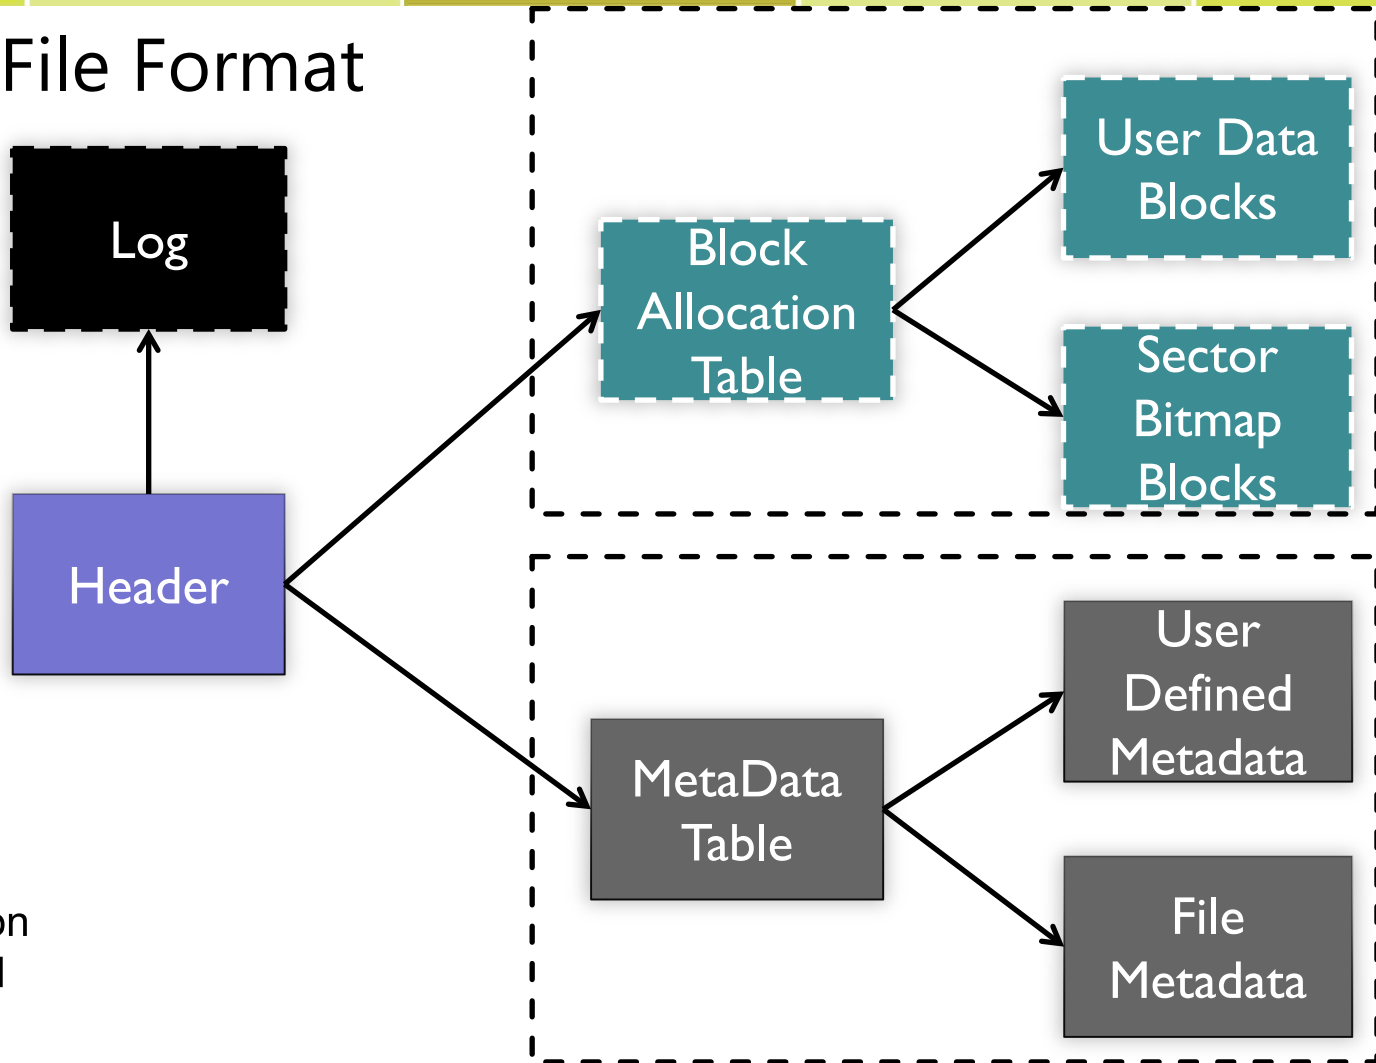 File Format
Log
Header
Block
Allocation
Table
User Data
Blocks
Sector
Bitmap
Blocks
MetaData
Table
User
Defined
Metadata
File
Metadata